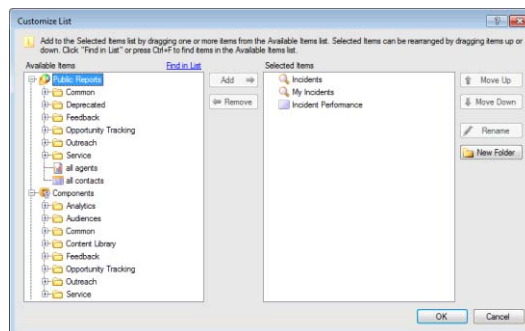 Customize List
Add to the Selected Items list by dragging one or more items from the Available Items list. Selected Items can be rearranged by dragging items up or
down. Click "Find in List" or press Ctrl+F to find items in the Available Items list.
Available Items Find in List Selected Items
Public Reports
Common
Deprecated
Feedback
Opportunity Tracking
Outreach
Service
all agents
all contacts
Components
Analytics
Audiences
Common
Content Library
Feedback
Opportunity Tracking
Outreach
Service
Add
Remove
Incidents
My Incidents
Incident Performance
Move Up
Move Down
Rename
New Folder
OK Cancel